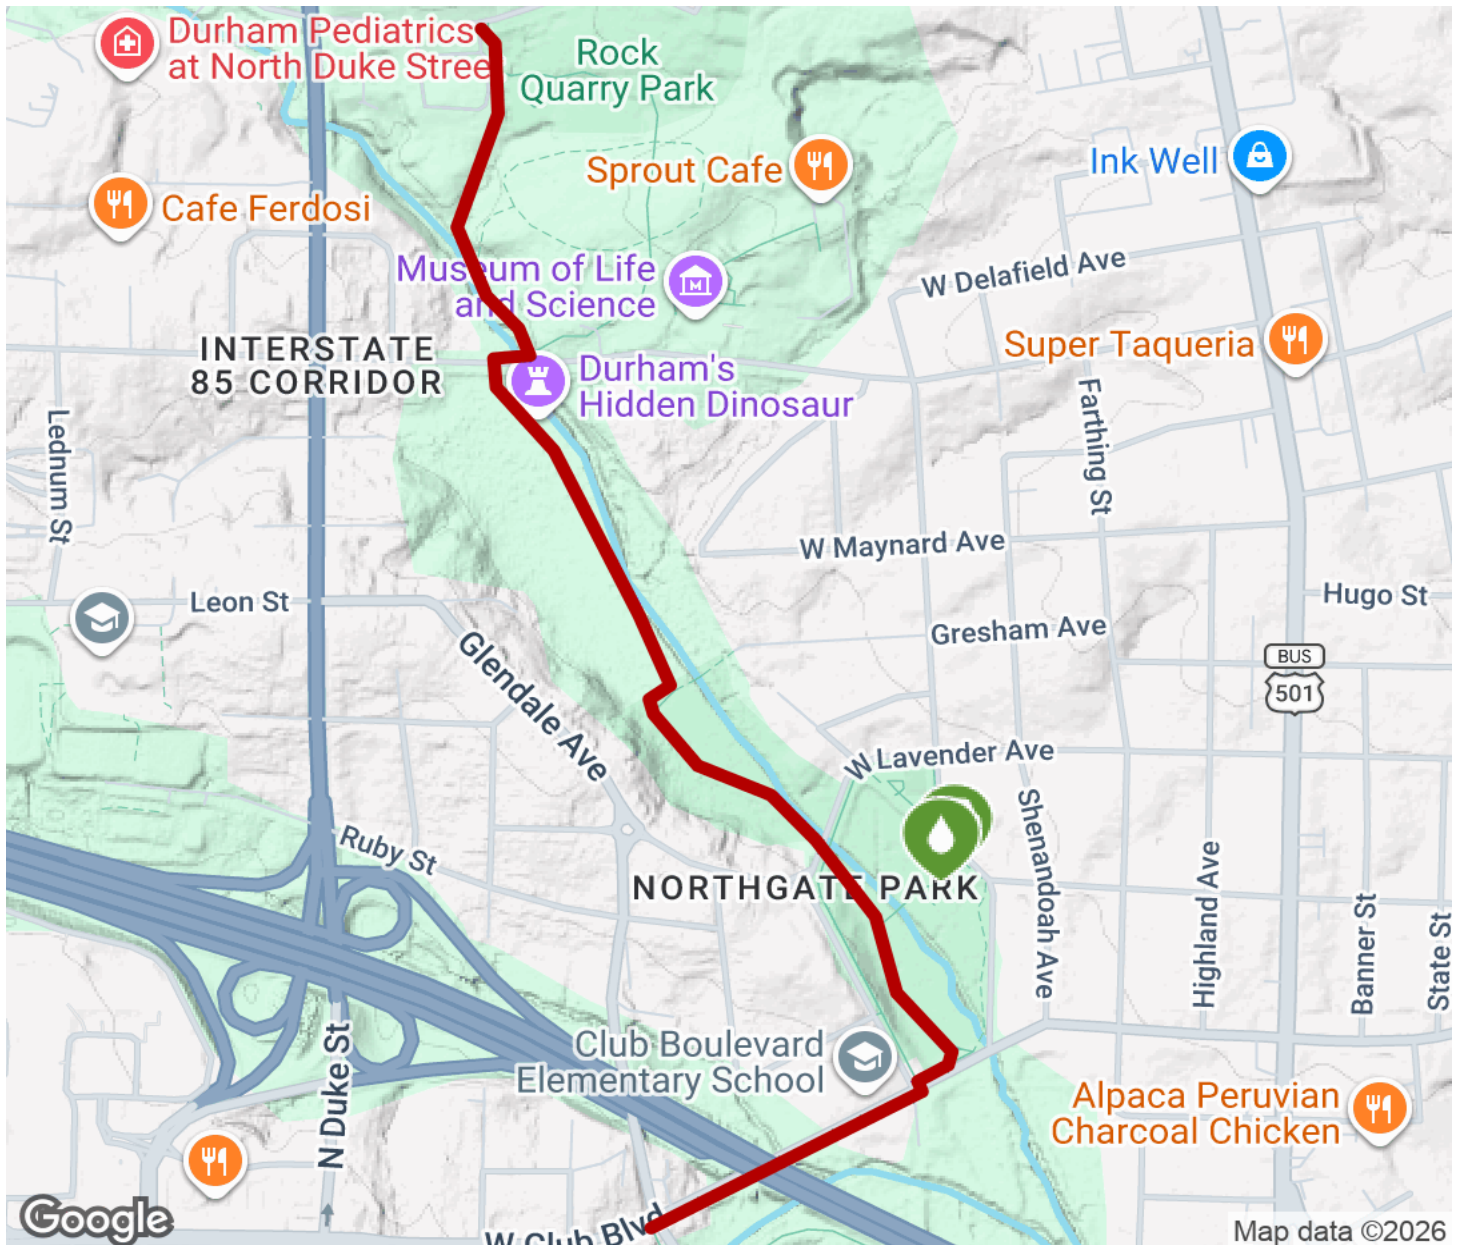 Durham Pediatrics
at North Duke Stree
Rock
Quarry Park
Sprout Cafe
Ink Well
Cafe Ferdosi
Museum of Life
and Science
W Delafield Ave
INTERSTATE
85 CORRIDOR
Super Taqueria
Durham's
Hidden Dinosaur
Lednum St
Farthing St
W Maynard Ave
Leon St
Hugo St
Gresham Ave
Glendale Ave
BUS
501
W Lavender Ave
Shenandoah Ave
Ruby St
NORTHGATE PARK
Highland Ave
Banner St
State St
N Duke St
Club Boulevard
Elementary School
Alpaca Peruvian
Charcoal Chicken
W Club Blvd
Google
Map data ©2026